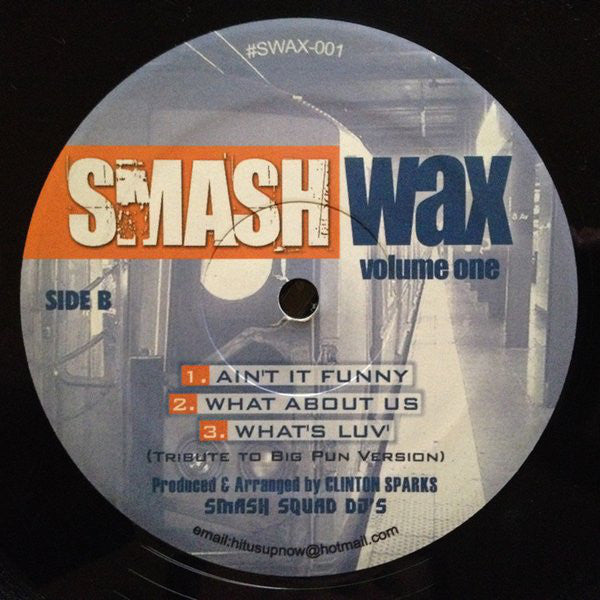 #SWAX-001
SMASH wax
volume one
SIDE B
1. AIN'T IT FUNNY
2. WHAT ABOUT US
3. WHAT'S LUV'
(TRIBUTE TO BIG PUN VERSION)
Produced & Arranged by CLINTON SPARKS
SMASH SQUAD DJ'S
email:hitusupnow@hotmail.com